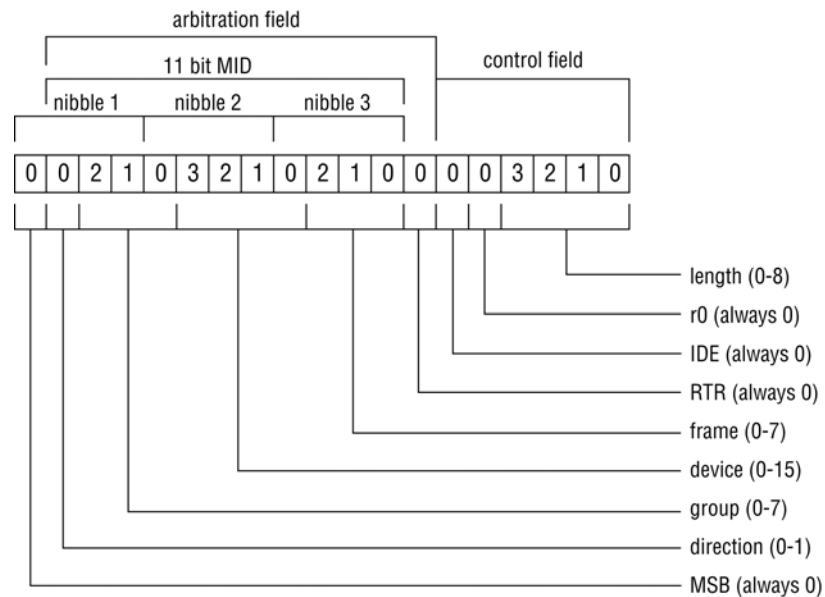 arbitration field
11 bit MID
control field
nibble 1 nibble 2 nibble 3
0 0 2 1 0 3 2 1 0 2 1 0 0 0 0 3 2 1 0
length (0-8)
r0 (always 0)
IDE (always 0)
RTR (always 0)
frame (0-7)
device (0-15)
group (0-7)
direction (0-1)
MSB (always 0)